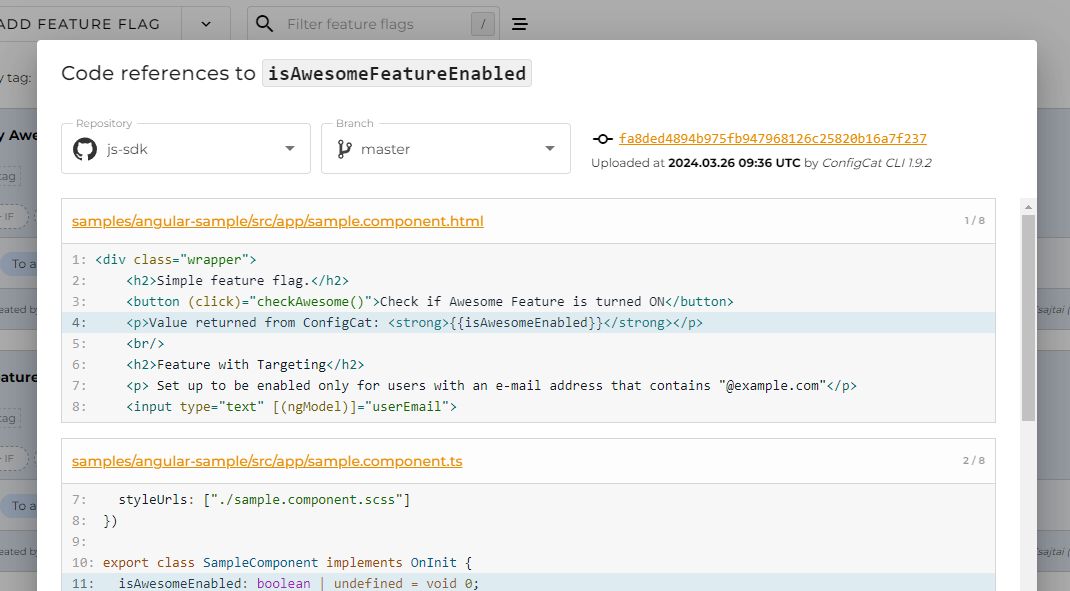 ADD FEATURE FLAG
Filter feature flags
/
y tag:
y Awe
tag
IF
To a
eated by
ature
tag
IF
To a
eated by
Code references to isAwesomeFeatureEnabled
Repository
js-sdk
Branch
master
fa8ded4894b975fb947968126c25820b16a7f237
Uploaded at 2024.03.26 09:36 UTC by ConfigCat CLI 1.9.2
samples/angular-sample/src/app/sample.component.html
1 / 8
1: <div class="wrapper">
2:     <h2>Simple feature flag.</h2>
3:     <button (click)="checkAwesome()">Check if Awesome Feature is turned ON</button>
4:     <p>Value returned from ConfigCat: <strong>{{isAwesomeEnabled}}</strong></p>
5:     <br/>
6:     <h2>Feature with Targeting</h2>
7:     <p> Set up to be enabled only for users with an e-mail address that contains "@example.com"</p>
8:     <input type="text" [(ngModel)]="userEmail">
samples/angular-sample/src/app/sample.component.ts
2 / 8
7:    styleUrls: ["./sample.component.scss"]
8:  })
9:
10: export class SampleComponent implements OnInit {
11:   isAwesomeEnabled: boolean | undefined = void 0;